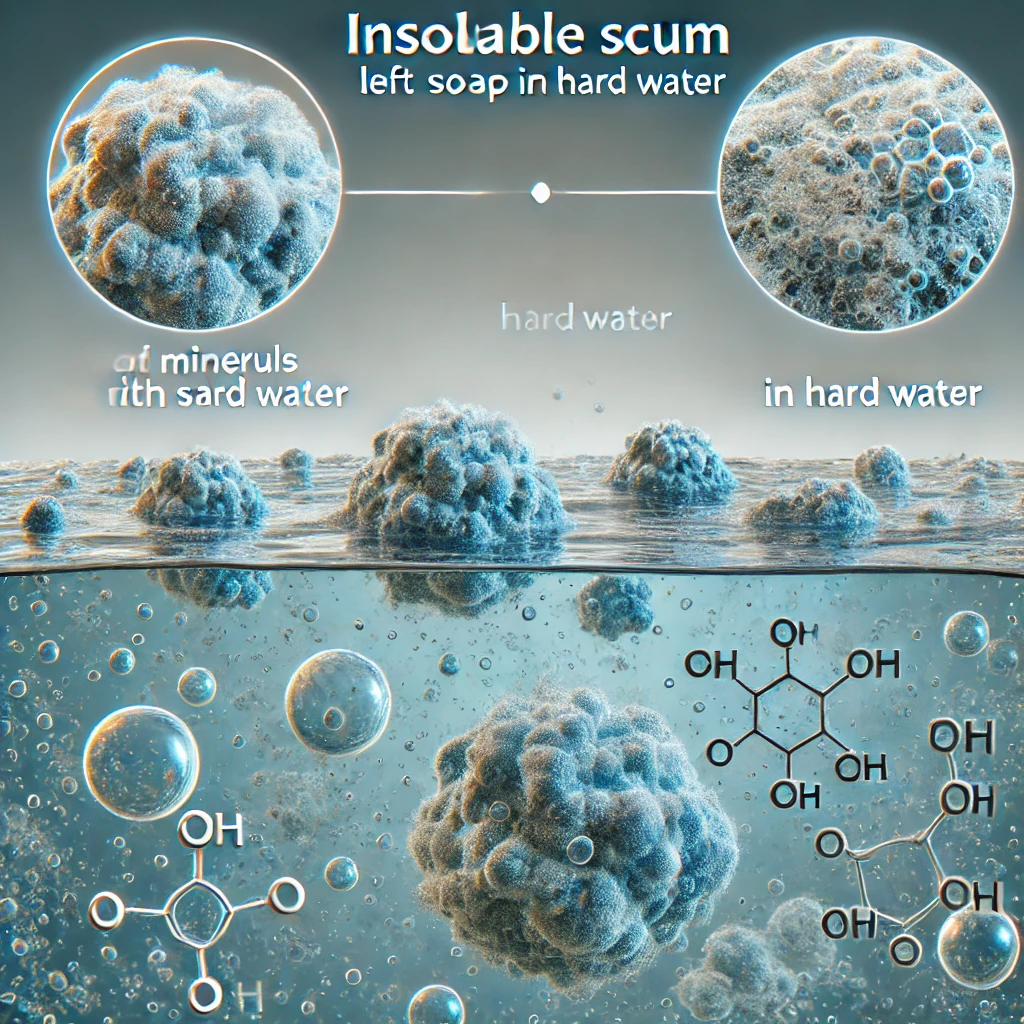 Insolable scum
left soap in hard water
hard water
of mineruls
rith sard water
in hard water
OH
OH
OH
O
OH
OH
OH
OH
O
OH
OH
O
OH
O
O
O H